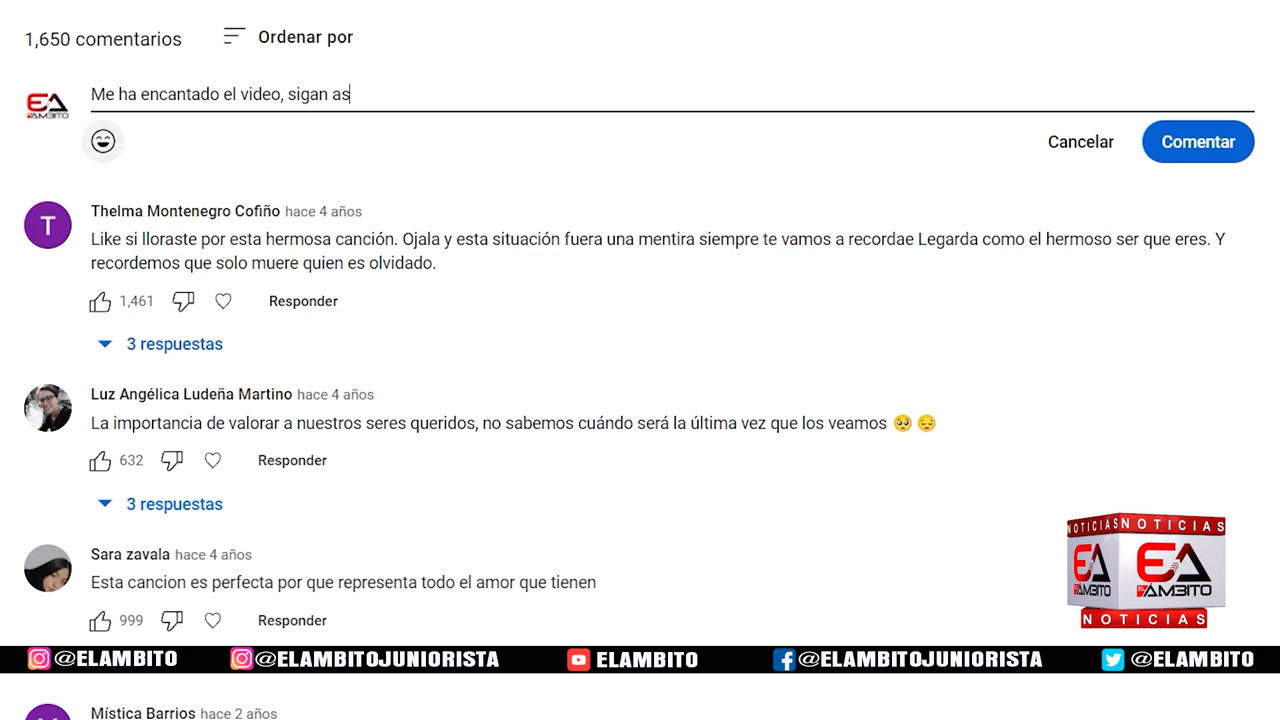 1,650 comentarios
Ordenar por
Me ha encantado el video, sigan as
EA
EL ÁMBITO
Cancelar
Comentar
T
Thelma Montenegro Cofiño hace 4 años
Like si lloraste por esta hermosa canción. Ojala y esta situación fuera una mentira siempre te vamos a recordae Legarda como el hermoso ser que eres. Y
recordemos que solo muere quien es olvidado.
1,461
Responder
3 respuestas
Luz Angélica Ludeña Martino hace 4 años
La importancia de valorar a nuestros seres queridos, no sabemos cuándo será la última vez que los veamos 🥺 😔
632
Responder
3 respuestas
Sara zavala hace 4 años
Esta cancion es perfecta por que representa todo el amor que tienen
999
Responder
NOTICIAS NOTICIAS
EA EA
EL ÁMBITO EL ÁMBITO
NOTICIAS
@ELAMBITO @ELAMBITOJUNIORISTA ELAMBITO @ELAMBITOJUNIORISTA @ELAMBITO
Mística Barrios hace 2 años